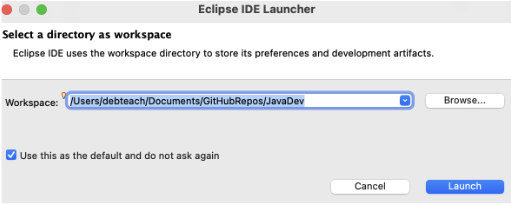 Eclipse IDE Launcher
Select a directory as workspace
Eclipse IDE uses the workspace directory to store its preferences and development artifacts.
Workspace: /Users/debteach/Documents/GitHubRepos/JavaDev Browse...
Use this as the default and do not ask again
Cancel Launch